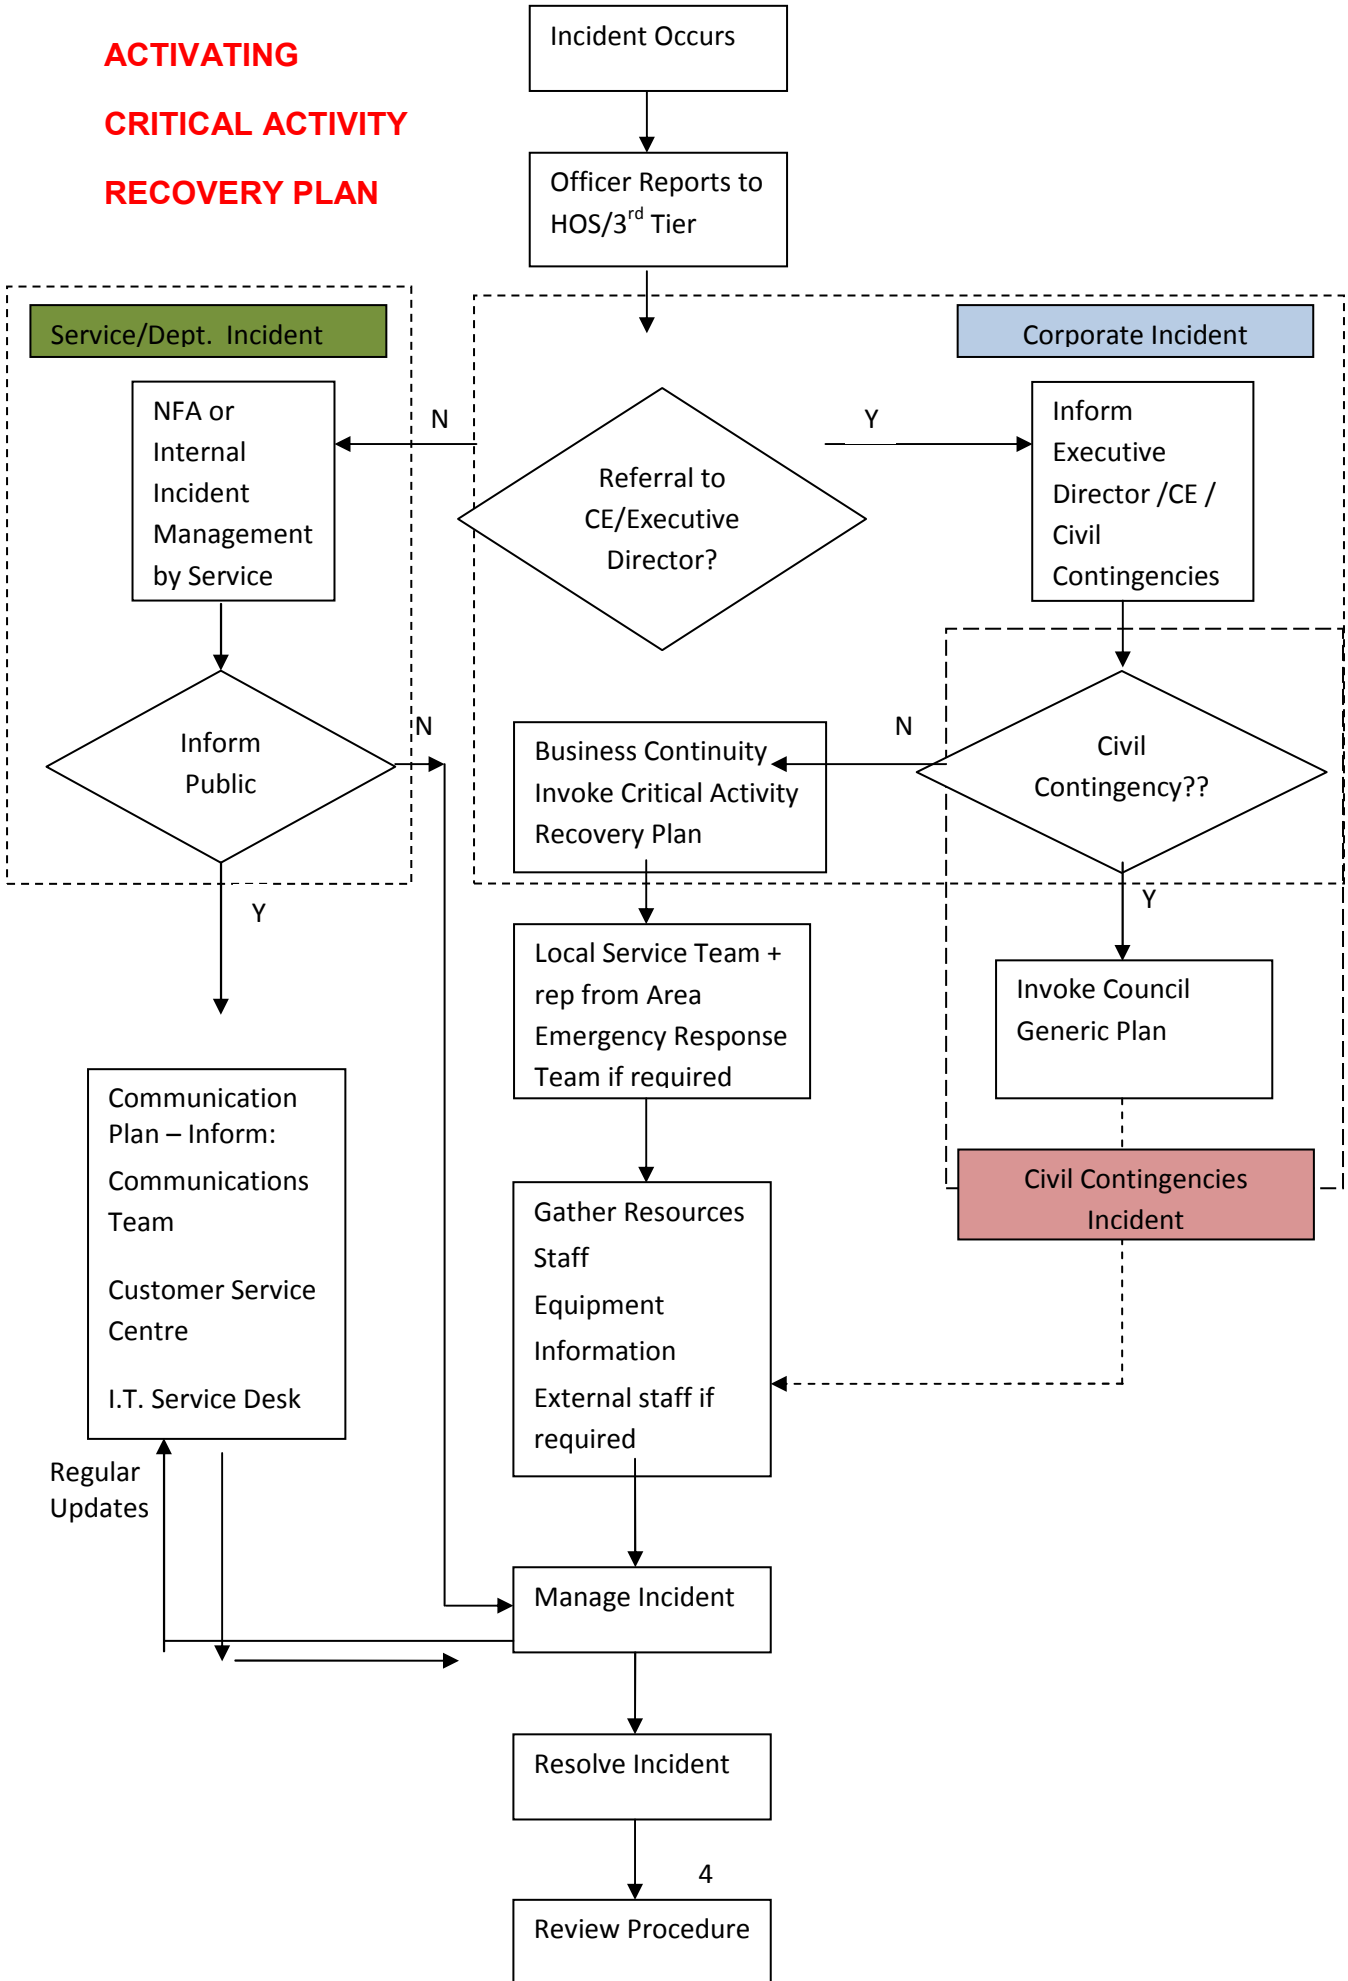 ACTIVATING
CRITICAL ACTIVITY
RECOVERY PLAN
Incident Occurs
Officer Reports to
HOS/3rd Tier
Service/Dept. Incident
Corporate Incident
NFA or
Internal
Incident
Management
by Service
N
Referral to
CE/Executive
Director?
Y
Inform
Executive
Director /CE /
Civil
Contingencies
Inform
Public
N
Business Continuity
Invoke Critical Activity
Recovery Plan
N
Civil
Contingency??
Y
Y
Local Service Team +
rep from Area
Emergency Response
Team if required
Invoke Council
Generic Plan
Communication
Plan – Inform:
Communications
Team
Customer Service
Centre
I.T. Service Desk
Civil Contingencies
Incident
Gather Resources
Staff
Equipment
Information
External staff if
required
Regular
Updates
Manage Incident
Resolve Incident
4
Review Procedure